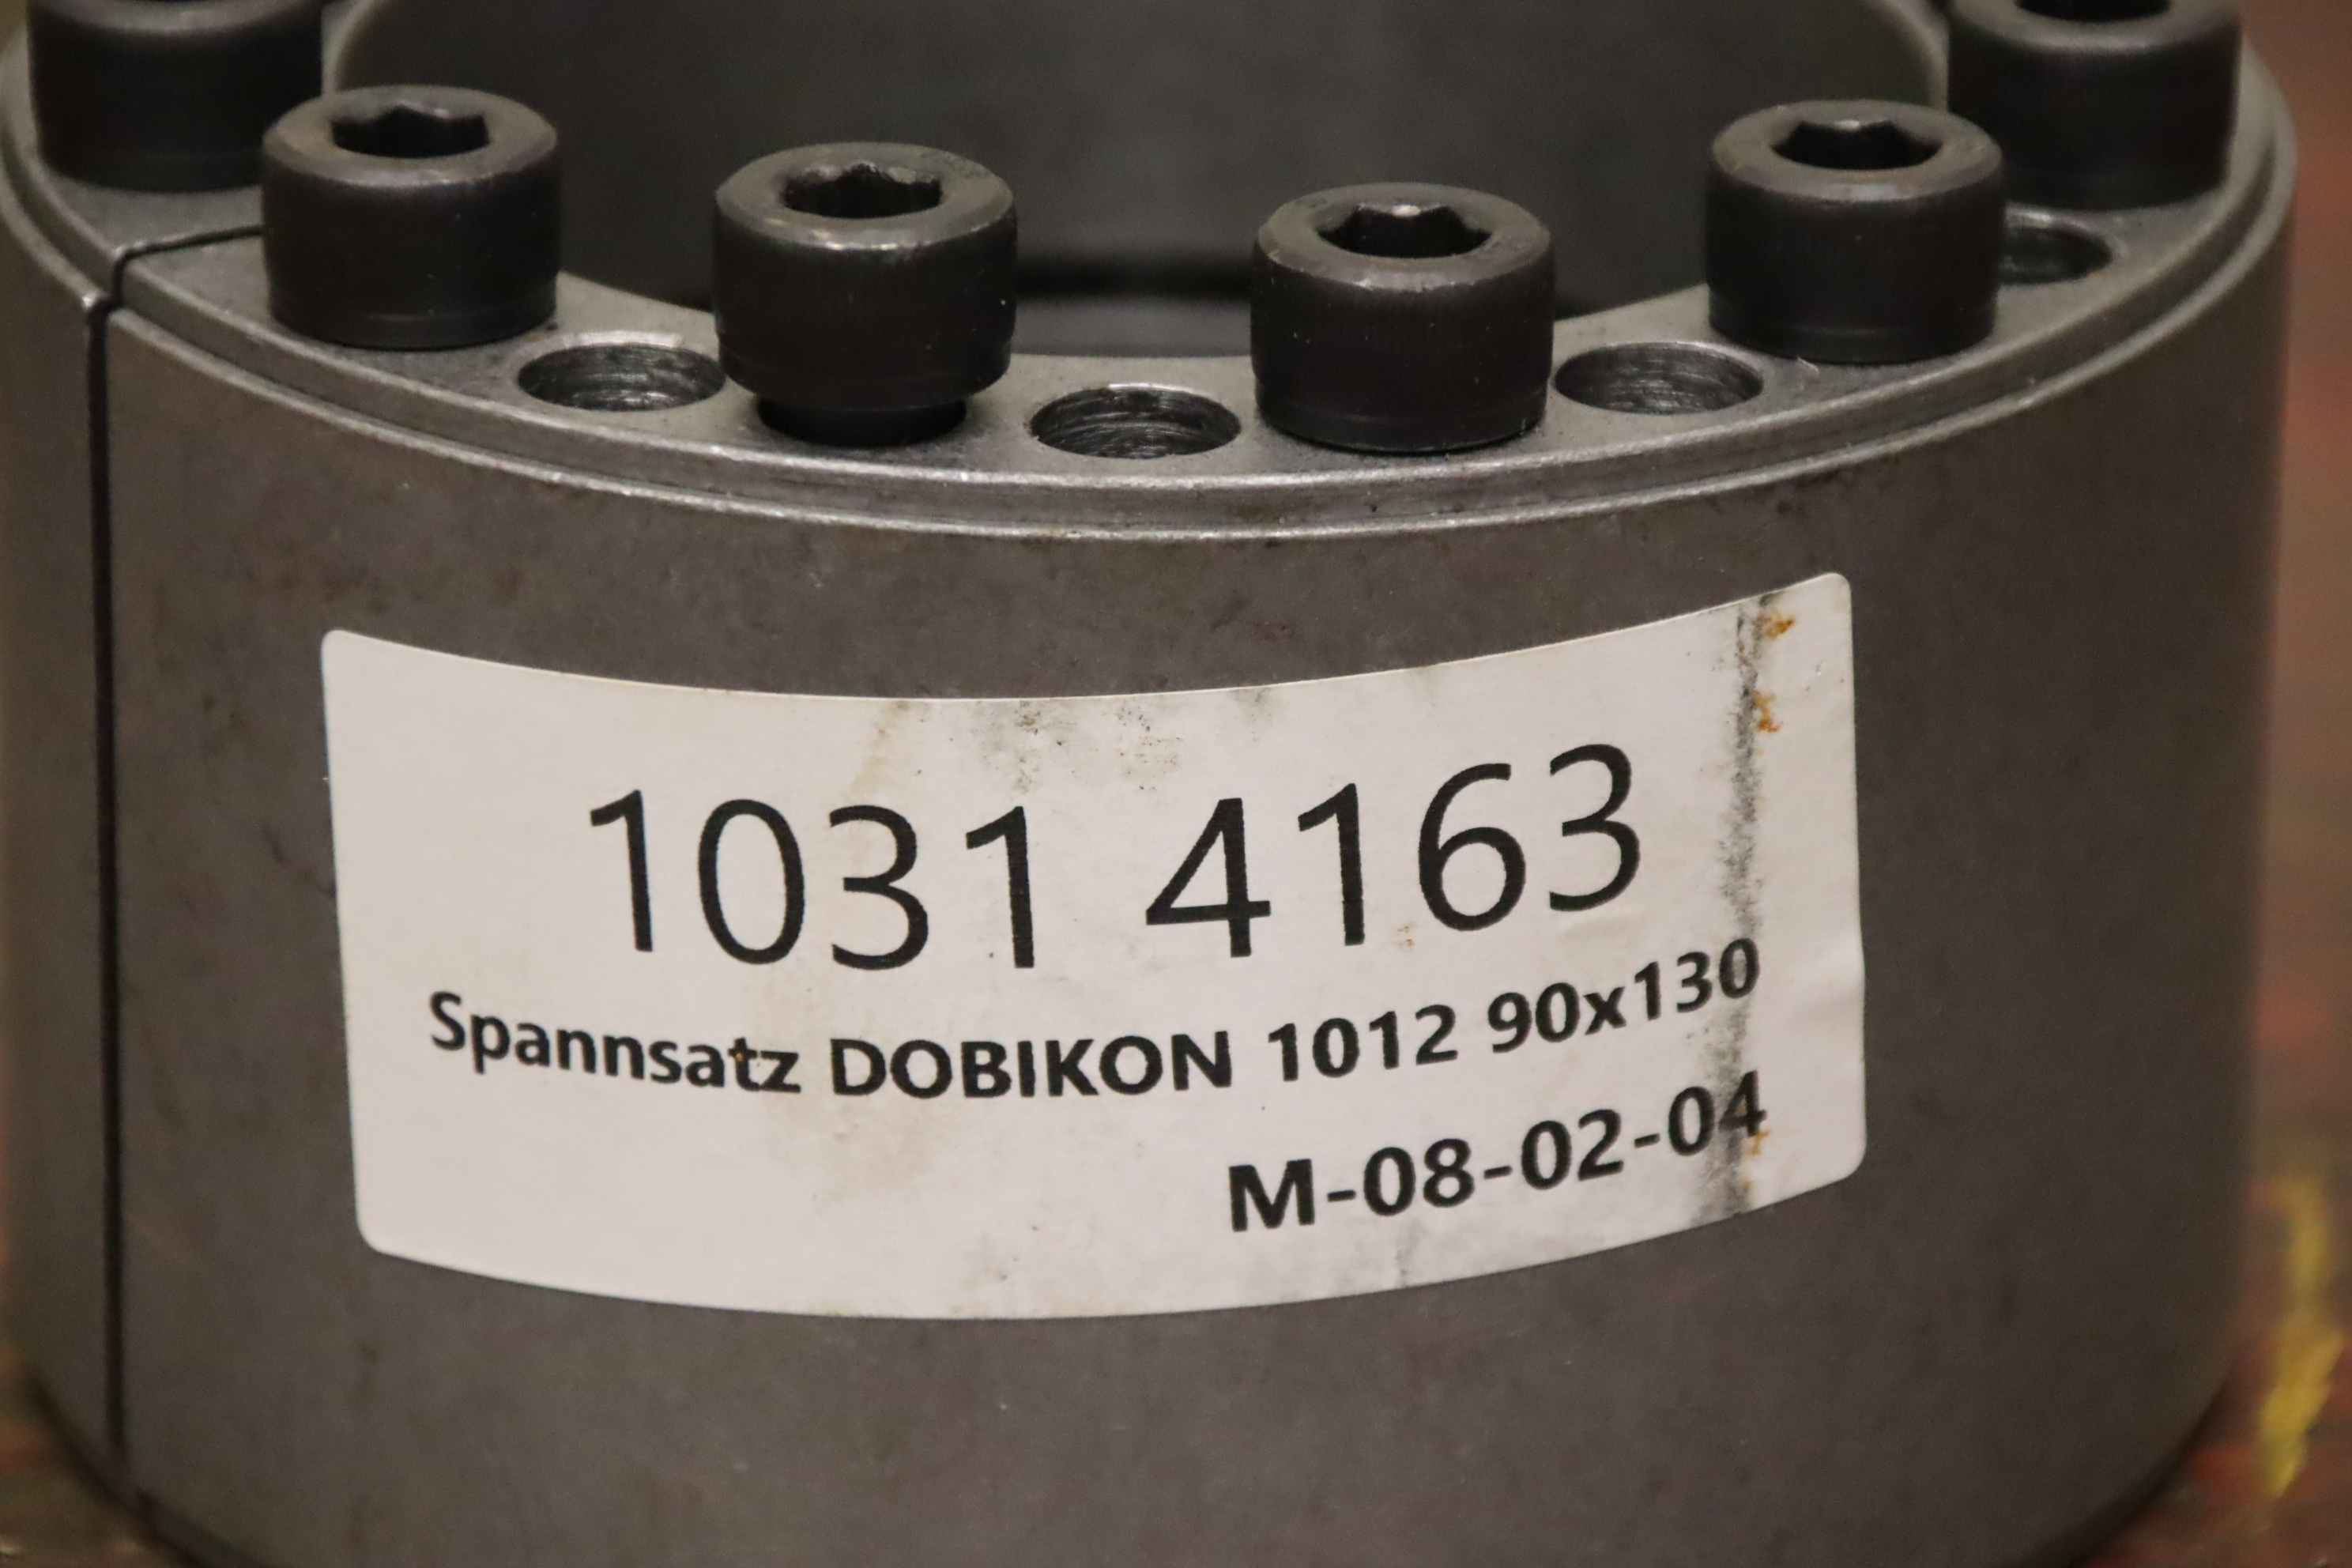 1031 4163
Spannsatz DOBIKON 1012 90x130
M-08-02-04